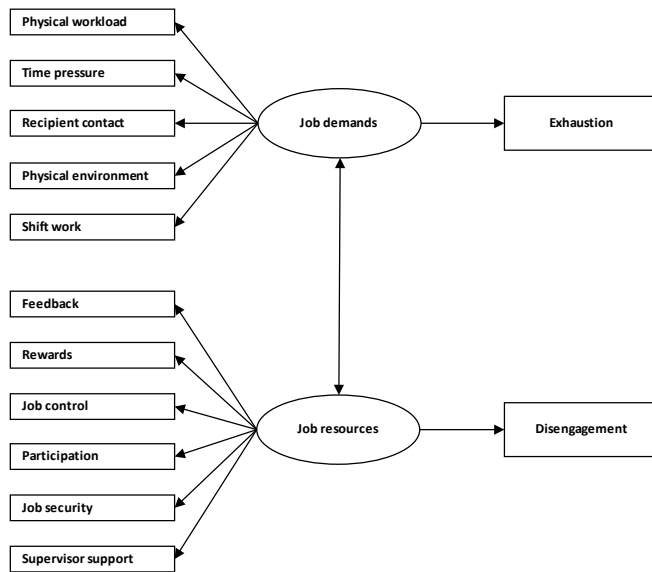 Physical workload
Time pressure
Recipient contact
Physical environment
Shift work
Job demands
Exhaustion
Feedback
Rewards
Job control
Participation
Job security
Supervisor support
Job resources
Disengagement